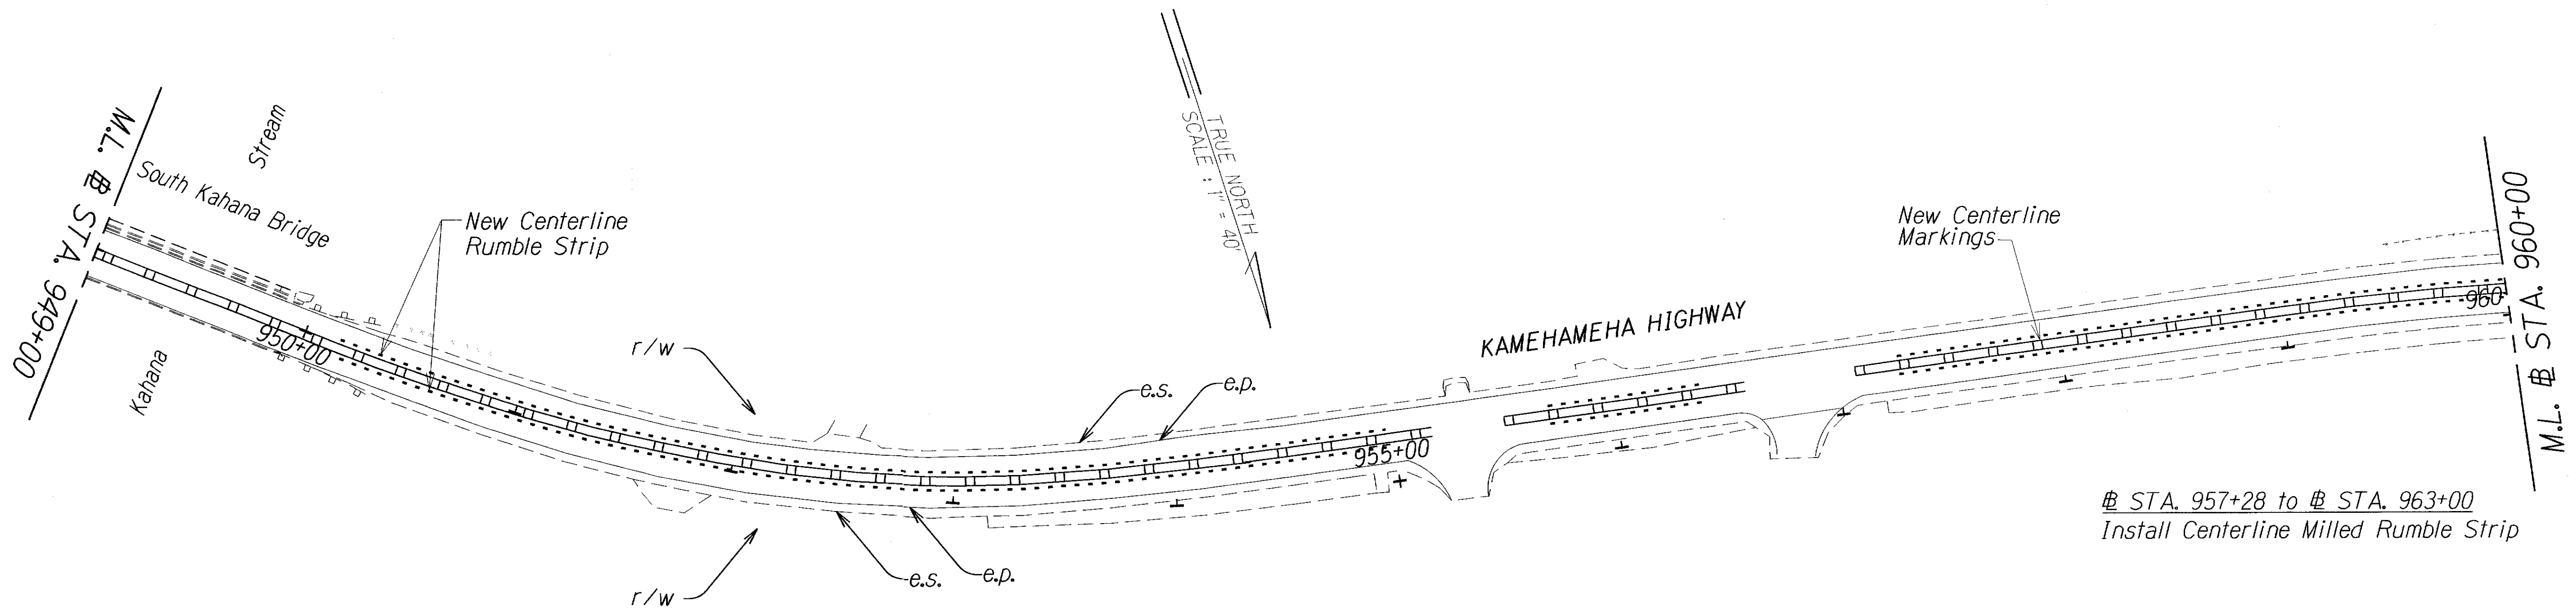 M.L. ⅊ STA. 949+00
Stream
South Kahana Bridge
Kahana
950+00
New Centerline
Rumble Strip
r/w
r/w
e.s.
e.p.
TRUE NORTH
SCALE : 1" = 40'
e.s.
e.p.
955+00
KAMEHAMEHA HIGHWAY
New Centerline
Markings
960
M.L. ⅊ STA. 960+00
⅊ STA. 957+28 to ⅊ STA. 963+00
Install Centerline Milled Rumble Strip